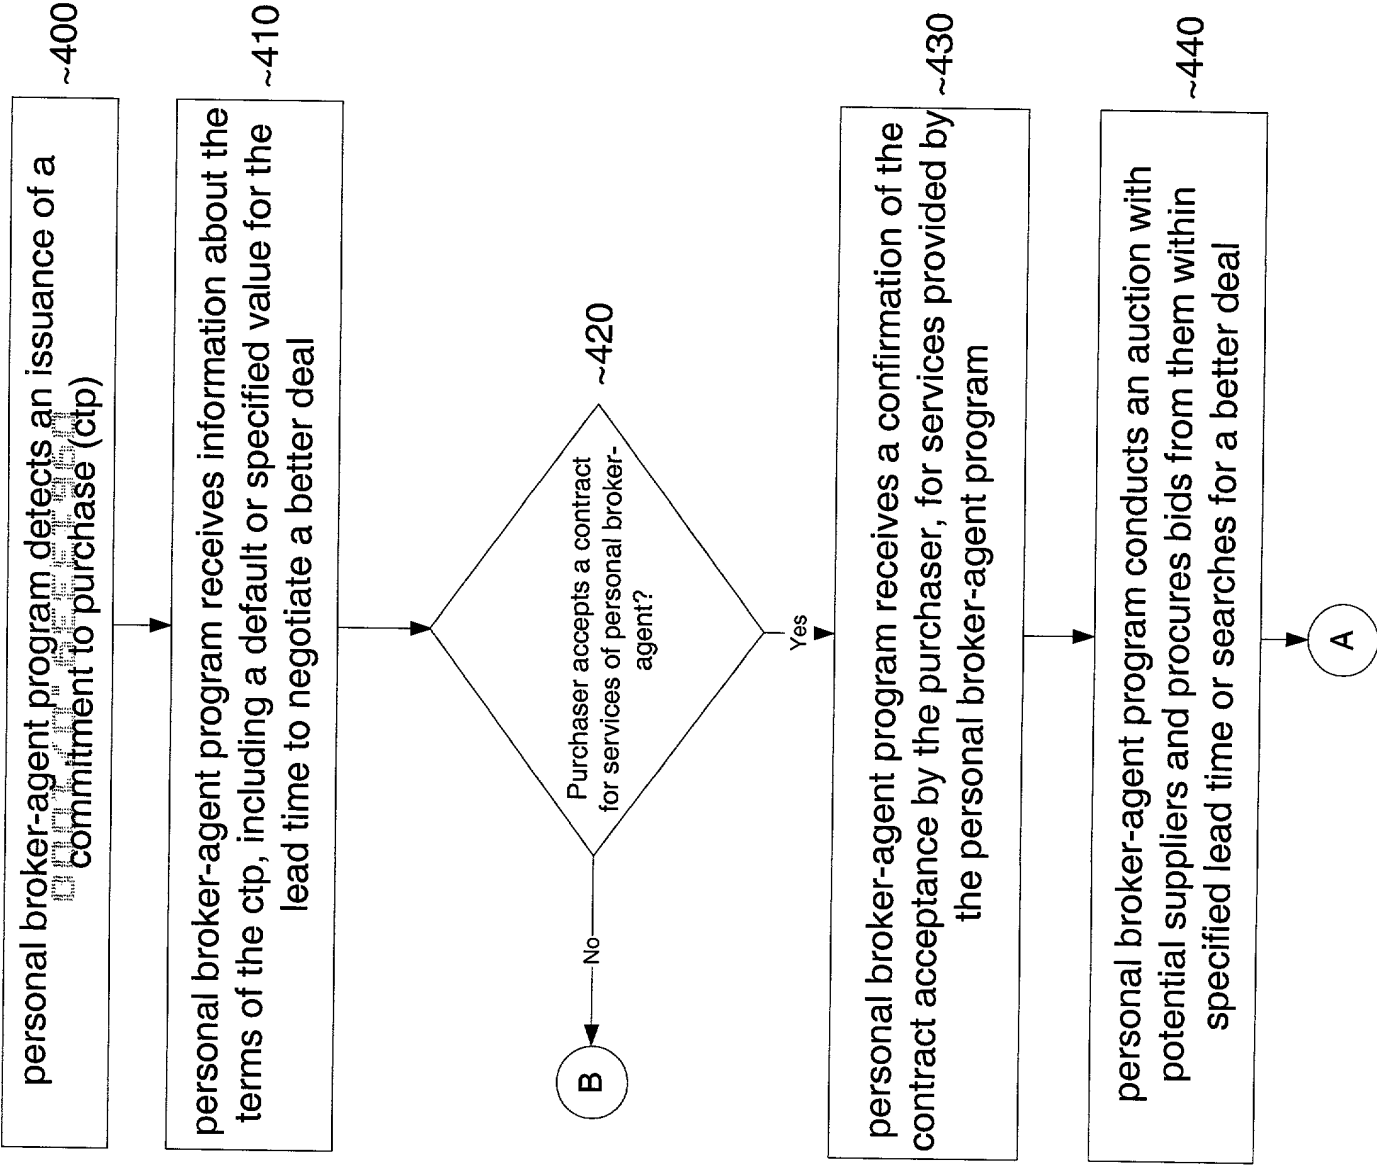 personal broker-agent program detects an issuance of a
commitment to purchase (ctp)
~400
personal broker-agent program receives information about the
terms of the ctp, including a default or specified value for the
lead time to negotiate a better deal
~410
Purchaser accepts a contract
for services of personal broker-
agent?
~420
No
B
Yes
personal broker-agent program receives a confirmation of the
contract acceptance by the purchaser, for services provided by
the personal broker-agent program
~430
personal broker-agent program conducts an auction with
potential suppliers and procures bids from them within
specified lead time or searches for a better deal
~440
A